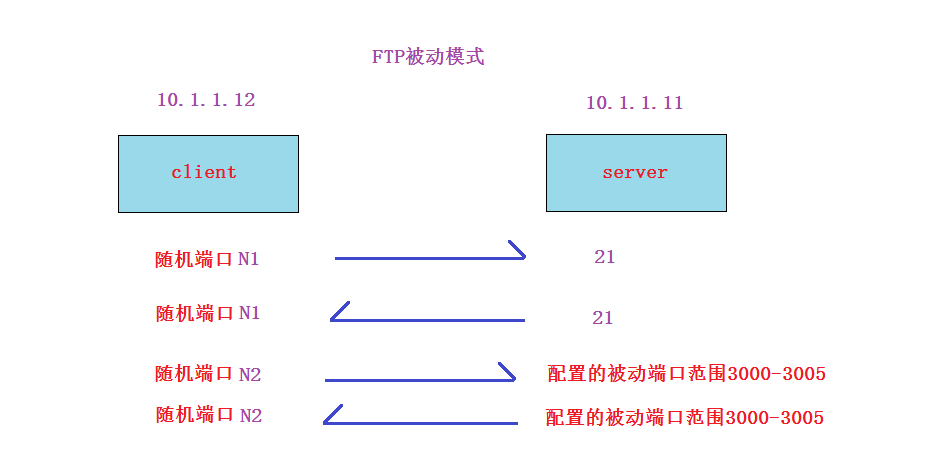 FTP被动模式
10.1.1.12 10.1.1.11
client server
随机端口 N1 21
随机端口 N1 21
随机端口 N2 配置的被动端口范围3000-3005
随机端口 N2 配置的被动端口范围3000-3005